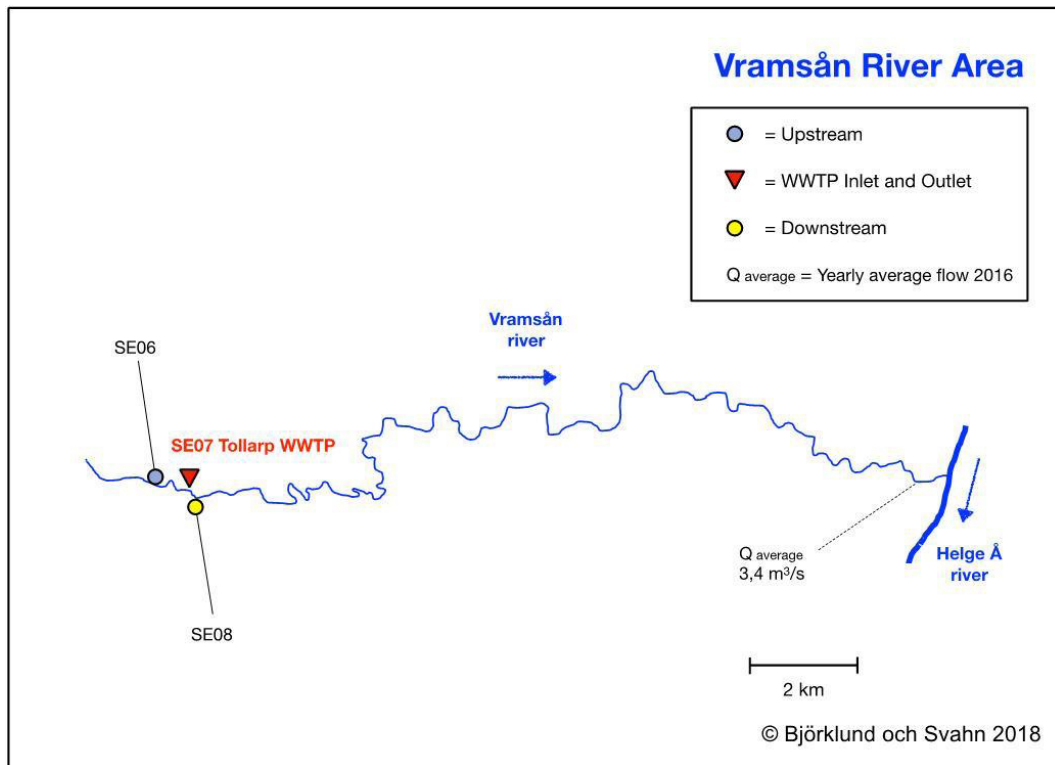 Vramsån River Area
= Upstream
= WWTP Inlet and Outlet
= Downstream
Q average = Yearly average flow 2016
Vramsån
river
SE06
SE07 Tollarp WWTP
SE08
Q average
3,4 m³/s
Helge Å
river
2 km
© Björklund och Svahn 2018